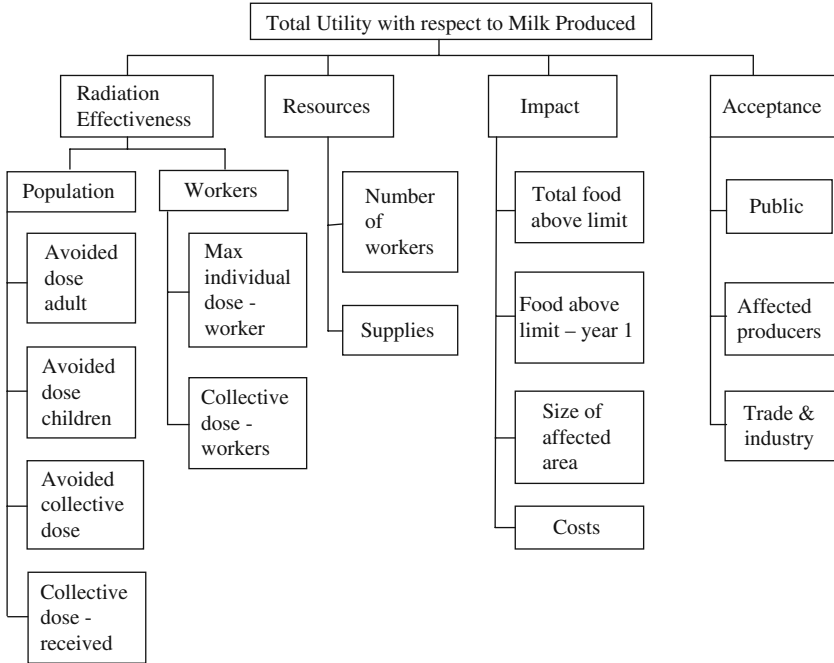 Total Utility with respect to Milk Produced
Radiation
Effectiveness
Resources
Impact
Acceptance
Population
Workers
Avoided
dose
adult
Avoided
dose
children
Avoided
collective
dose
Collective
dose -
received
Max
individual
dose -
worker
Collective
dose -
workers
Number
of
workers
Supplies
Total food
above limit
Food above
limit – year 1
Size of
affected
area
Costs
Public
Affected
producers
Trade &
industry